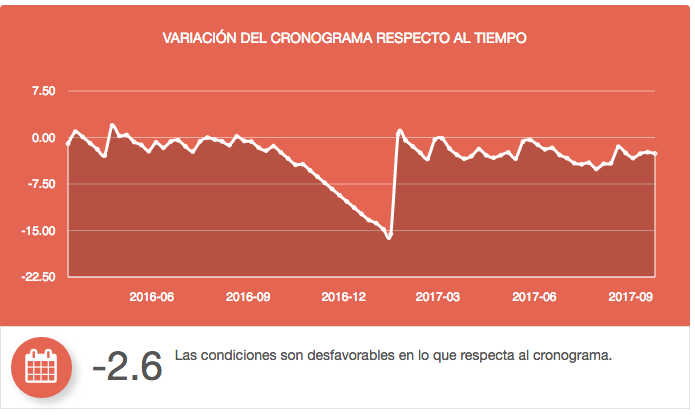 VARIACIÓN DEL CRONOGRAMA RESPECTO AL TIEMPO
7.50
0.00
-7.50
-15.00
-22.50
2016-06 2016-09 2016-12 2017-03 2017-06 2017-09
-2.6 Las condiciones son desfavorables en lo que respecta al cronograma.